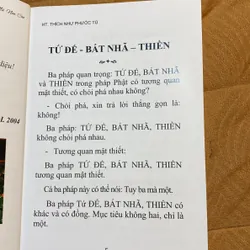 HT. THÍCH NHƯ PHƯỚC TÚ
TỨ ĐẾ - BÁT NHÃ – THIỀN
Ba pháp quan trọng: TỨ ĐẾ, BÁT NHÃ
và THIỀN trong pháp Phật có tương quan
mật thiết, có chỏi phá nhau không?
- Chỏi phá, xin trả lời thẳng gọn là:
không!
Ba pháp: TỨ ĐẾ, BÁT NHÃ, THIỀN
không chỏi phá nhau.
- Tương quan mật thiết:
Ba pháp TỨ ĐẾ, BÁT NHÃ, THIỀN
tương quan mật thiết.
Cả ba pháp này có thể nói: Tuy ba mà một.
Ba pháp TỨ ĐẾ, BÁT NHÃ, THIỀN có
khác và có đồng. Mục tiêu không hai, chỉ là
một.
2004